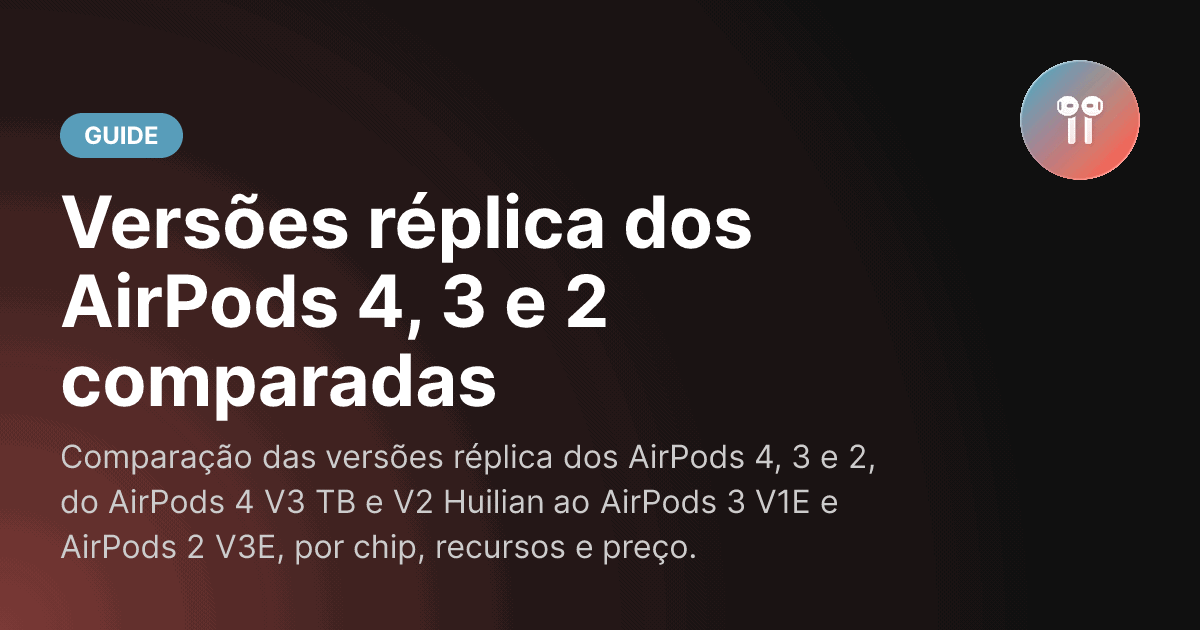 GUIDE
Versões réplica dos
AirPods 4, 3 e 2
comparadas
Comparação das versões réplica dos AirPods 4, 3 e 2,
do AirPods 4 V3 TB e V2 Huilian ao AirPods 3 V1E e
AirPods 2 V3E, por chip, recursos e preço.